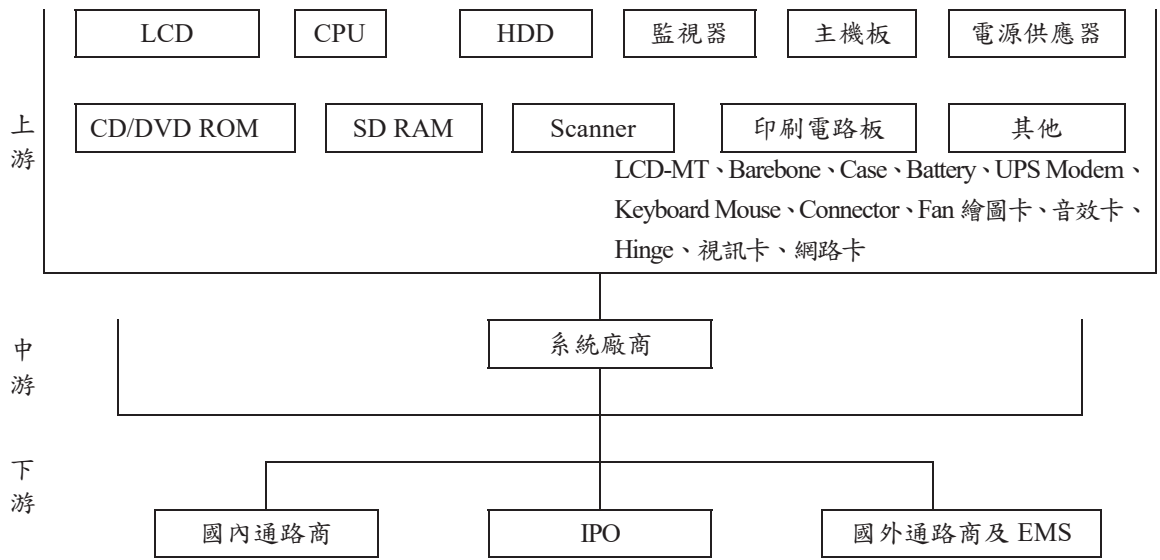 LCD CPU HDD 監視器 主機板 電源供應器
上游
CD/DVD ROM SD RAM Scanner 印刷電路板 其他
LCD-MT、Barebone、Case、Battery、UPS Modem、
Keyboard Mouse、Connector、Fan 繪圖卡、音效卡、
Hinge、視訊卡、網路卡
中游
系統廠商
下游
國內通路商 IPO 國外通路商及 EMS